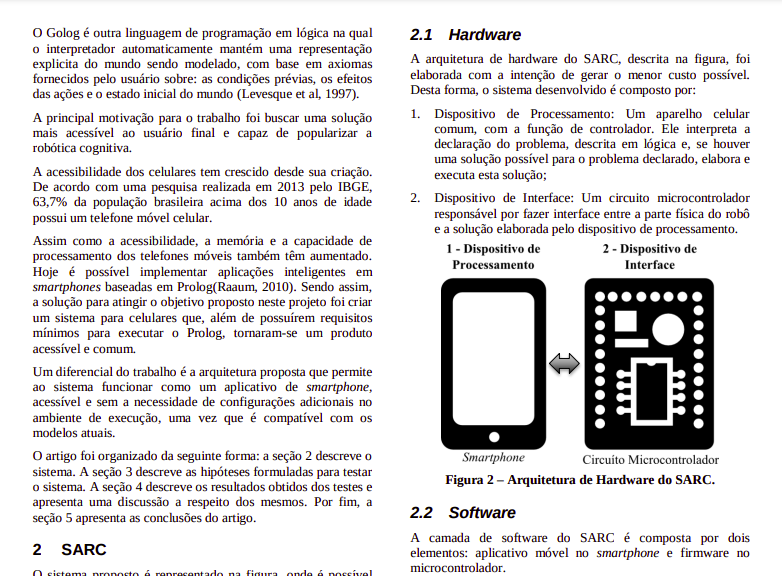 O Golog é outra linguagem de programação em lógica na qual
o interpretador automaticamente mantém uma representação
explicita do mundo sendo modelado, com base em axiomas
fornecidos pelo usuário sobre: as condições prévias, os efeitos
das ações e o estado inicial do mundo (Levesque et al, 1997).
A principal motivação para o trabalho foi buscar uma solução
mais acessível ao usuário final e capaz de popularizar a
robótica cognitiva.
A acessibilidade dos celulares tem crescido desde sua criação.
De acordo com uma pesquisa realizada em 2013 pelo IBGE,
63,7% da população brasileira acima dos 10 anos de idade
possui um telefone móvel celular.
Assim como a acessibilidade, a memória e a capacidade de
processamento dos telefones móveis também têm aumentado.
Hoje é possível implementar aplicações inteligentes em
smartphones baseadas em Prolog(Raaum, 2010). Sendo assim,
a solução para atingir o objetivo proposto neste projeto foi criar
um sistema para celulares que, além de possuírem requisitos
mínimos para executar o Prolog, tornaram-se um produto
acessível e comum.
Um diferencial do trabalho é a arquitetura proposta que permite
ao sistema funcionar como um aplicativo de smartphone,
acessível e sem a necessidade de configurações adicionais no
ambiente de execução, uma vez que é compatível com os
modelos atuais.
O artigo foi organizado da seguinte forma: a seção 2 descreve o
sistema. A seção 3 descreve as hipóteses formuladas para testar
o sistema. A seção 4 descreve os resultados obtidos dos testes e
apresenta uma discussão a respeito dos mesmos. Por fim, a
seção 5 apresenta as conclusões do artigo.
2 SARC
O sistema proposto é representado na figura, onde é possível
2.1 Hardware
A arquitetura de hardware do SARC, descrita na figura, foi
elaborada com a intenção de gerar o menor custo possível.
Desta forma, o sistema desenvolvido é composto por:
1. Dispositivo de Processamento: Um aparelho celular
comum, com a função de controlador. Ele interpreta a
declaração do problema, descrita em lógica e, se houver
uma solução possível para o problema declarado, elabora e
executa esta solução;
2. Dispositivo de Interface: Um circuito microcontrolador
responsável por fazer interface entre a parte física do robô
e a solução elaborada pelo dispositivo de processamento.
1 - Dispositivo de
Processamento
2 - Dispositivo de
Interface
Smartphone
Circuíto Microcontrolador
Figura 2 – Arquitetura de Hardware do SARC.
2.2 Software
A camada de software do SARC é composta por dois
elementos: aplicativo móvel no smartphone e firmware no
microcontrolador.